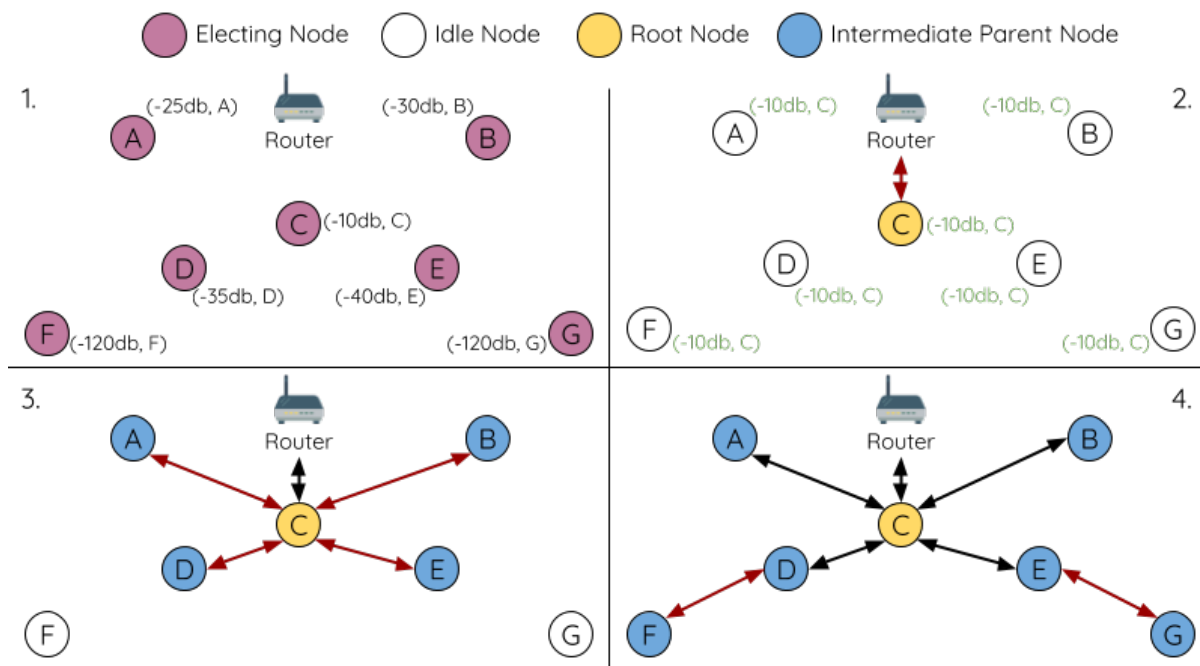 Electing Node Idle Node Root Node Intermediate Parent Node
1.
(-25db, A) (-30db, B)
A Router B
C (-10db, C)
D E
(-35db, D) (-40db, E)
F (-120db, F) (-120db, G) G
2.
(-10db, C) (-10db, C)
A Router B
C (-10db, C)
D E
(-10db, C) (-10db, C)
F (-10db, C) (-10db, C) G
3.
A Router B
C
D E
F G
4.
A Router B
C
D E
F G